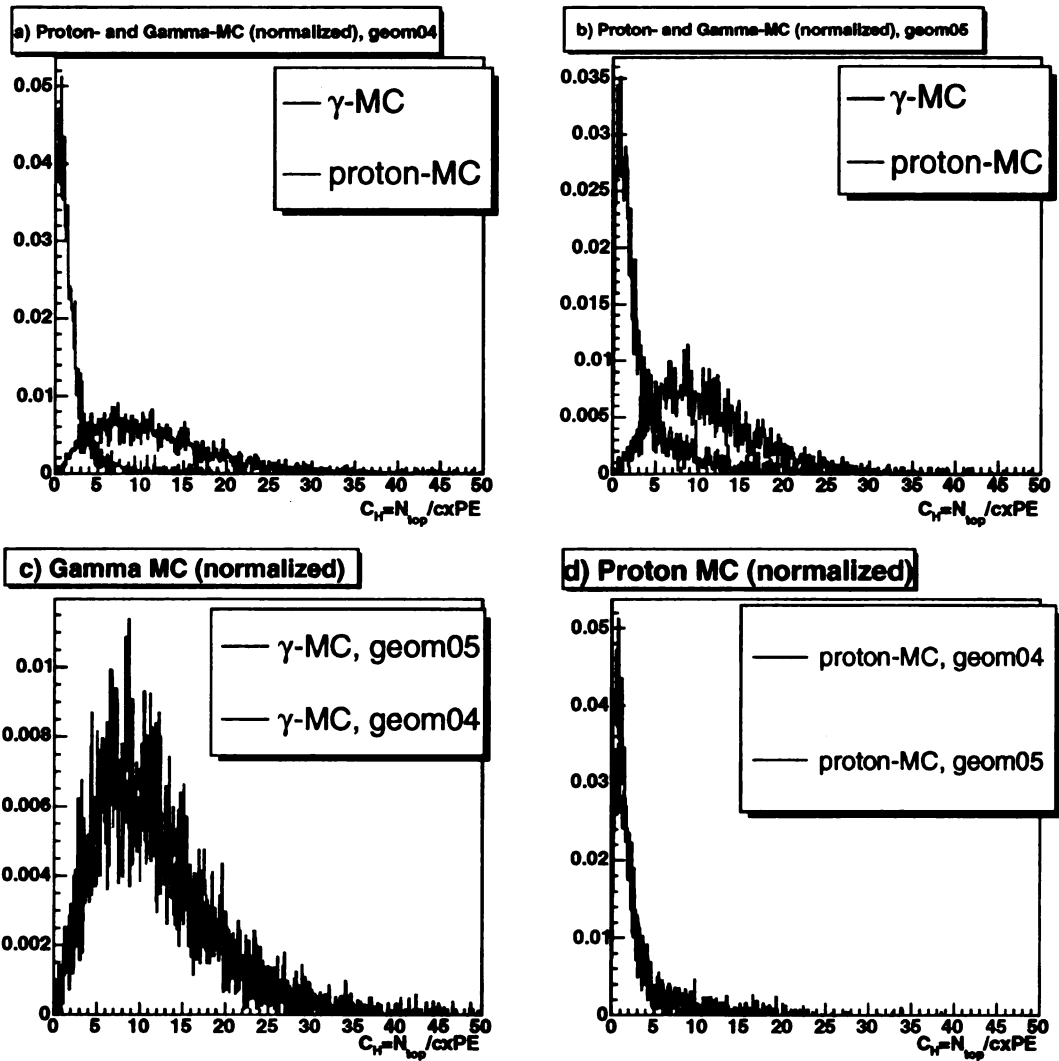 a) Proton- and Gamma-MC (normalized), geom04
γ-MC
proton-MC
0.05
0.04
0.03
0.02
0.01
0
0 5 10 15 20 25 30 35 40 45 50
C_H=N_top/cxPE
b) Proton- and Gamma-MC (normalized), geom05
γ-MC
proton-MC
0.035
0.03
0.025
0.02
0.015
0.01
0.005
0
0 5 10 15 20 25 30 35 40 45 50
C_H=N_top/cxPE
c) Gamma MC (normalized)
γ-MC, geom05
γ-MC, geom04
0.01
0.008
0.006
0.004
0.002
0
0 5 10 15 20 25 30 35 40 45 50
C_H=N_top/cxPE
d) Proton MC (normalized)
proton-MC, geom04
proton-MC, geom05
0.05
0.04
0.03
0.02
0.01
0
0 5 10 15 20 25 30 35 40 45 50
C_H=N_top/cxPE